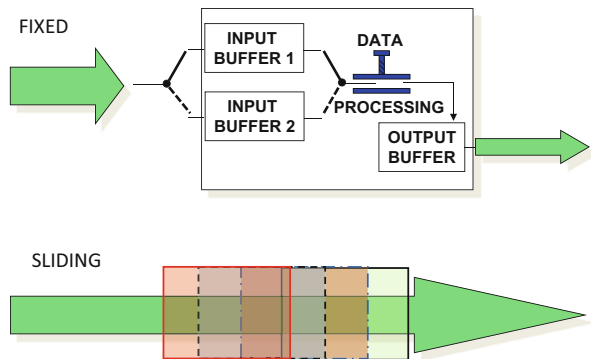 FIXED
INPUT
BUFFER 1
DATA
PROCESSING
INPUT
BUFFER 2
OUTPUT
BUFFER
SLIDING